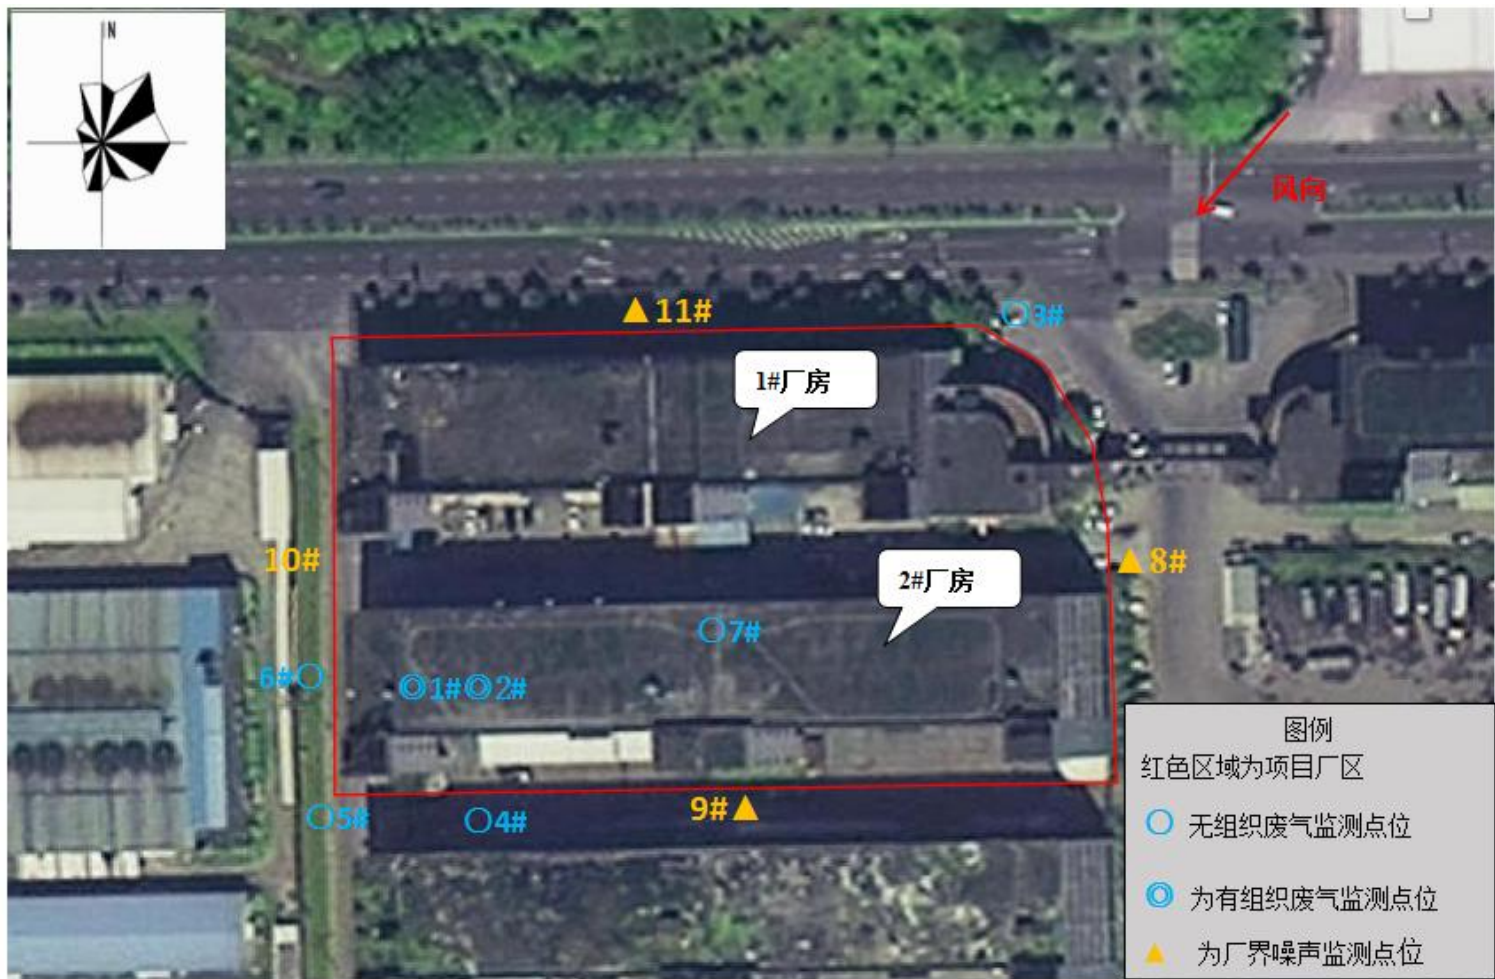 N
风向
▲11#
○3#
1#厂房
10#
▲8#
2#厂房
○7#
6#○
◎1#◎2#
○5#
○4#
9#▲
图例
红色区域为项目厂区
○ 无组织废气监测点位
◎ 为有组织废气监测点位
▲ 为厂界噪声监测点位